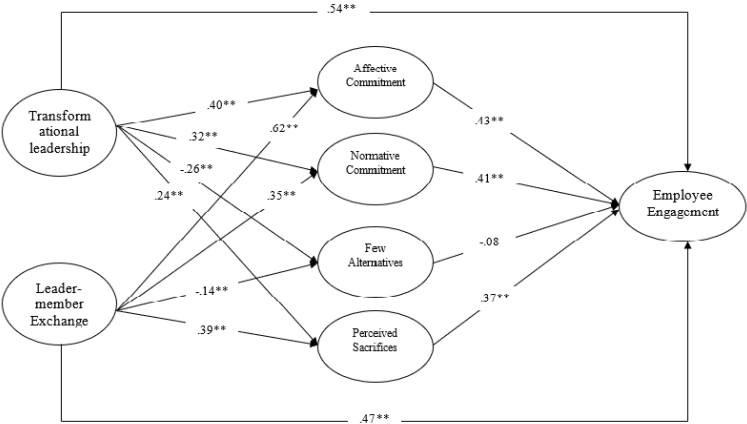 .54**
Affective
Commitment
Transform
ational
leadership
.40**
.62**
.43**
.32**
Normative
Commitment
-.26**
.24**
.35**
.41**
Employee
Engagement
Few
Alternatives
-.08
Leader-
member
Exchange
-.14**
.37**
.39**
Perceived
Sacrifices
.47**